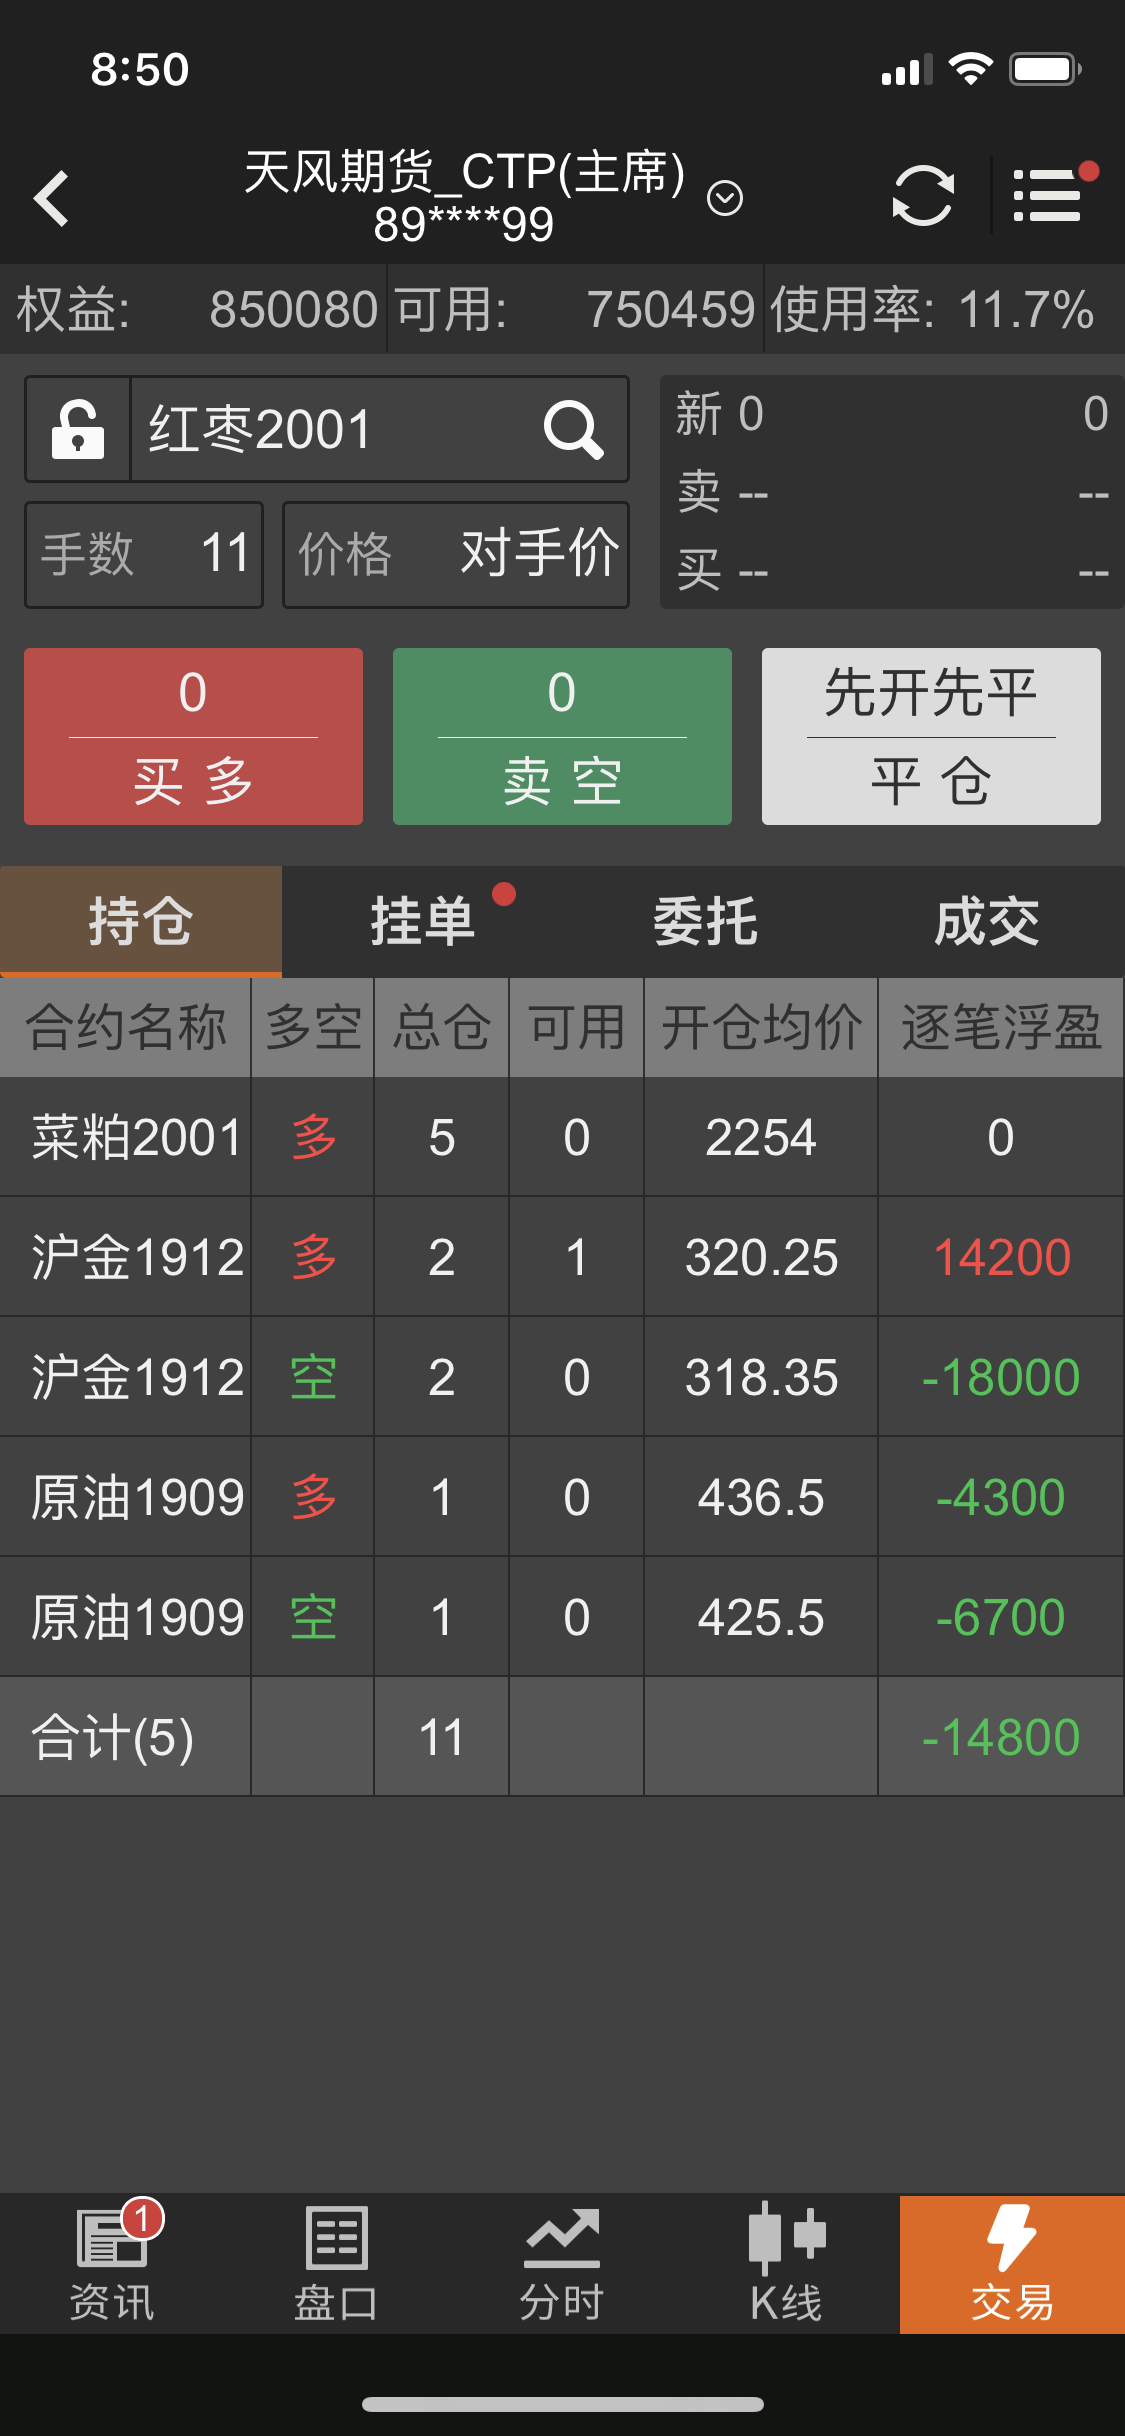 8:50
天风期货_CTP(主席)
89****99
权益: 850080 可用: 750459 使用率: 11.7%
红枣2001
新 0 0
卖 -- --
买 -- --
手数 11 价格 对手价
0 0 先开先平
买 多 卖 空 平 仓
持仓 挂单 委托 成交
合约名称 多空 总仓 可用 开仓均价 逐笔浮盈
菜粕2001 多 5 0 2254 0
沪金1912 多 2 1 320.25 14200
沪金1912 空 2 0 318.35 -18000
原油1909 多 1 0 436.5 -4300
原油1909 空 1 0 425.5 -6700
合计(5) 11 -14800
1
资讯 盘口 分时 K线 交易